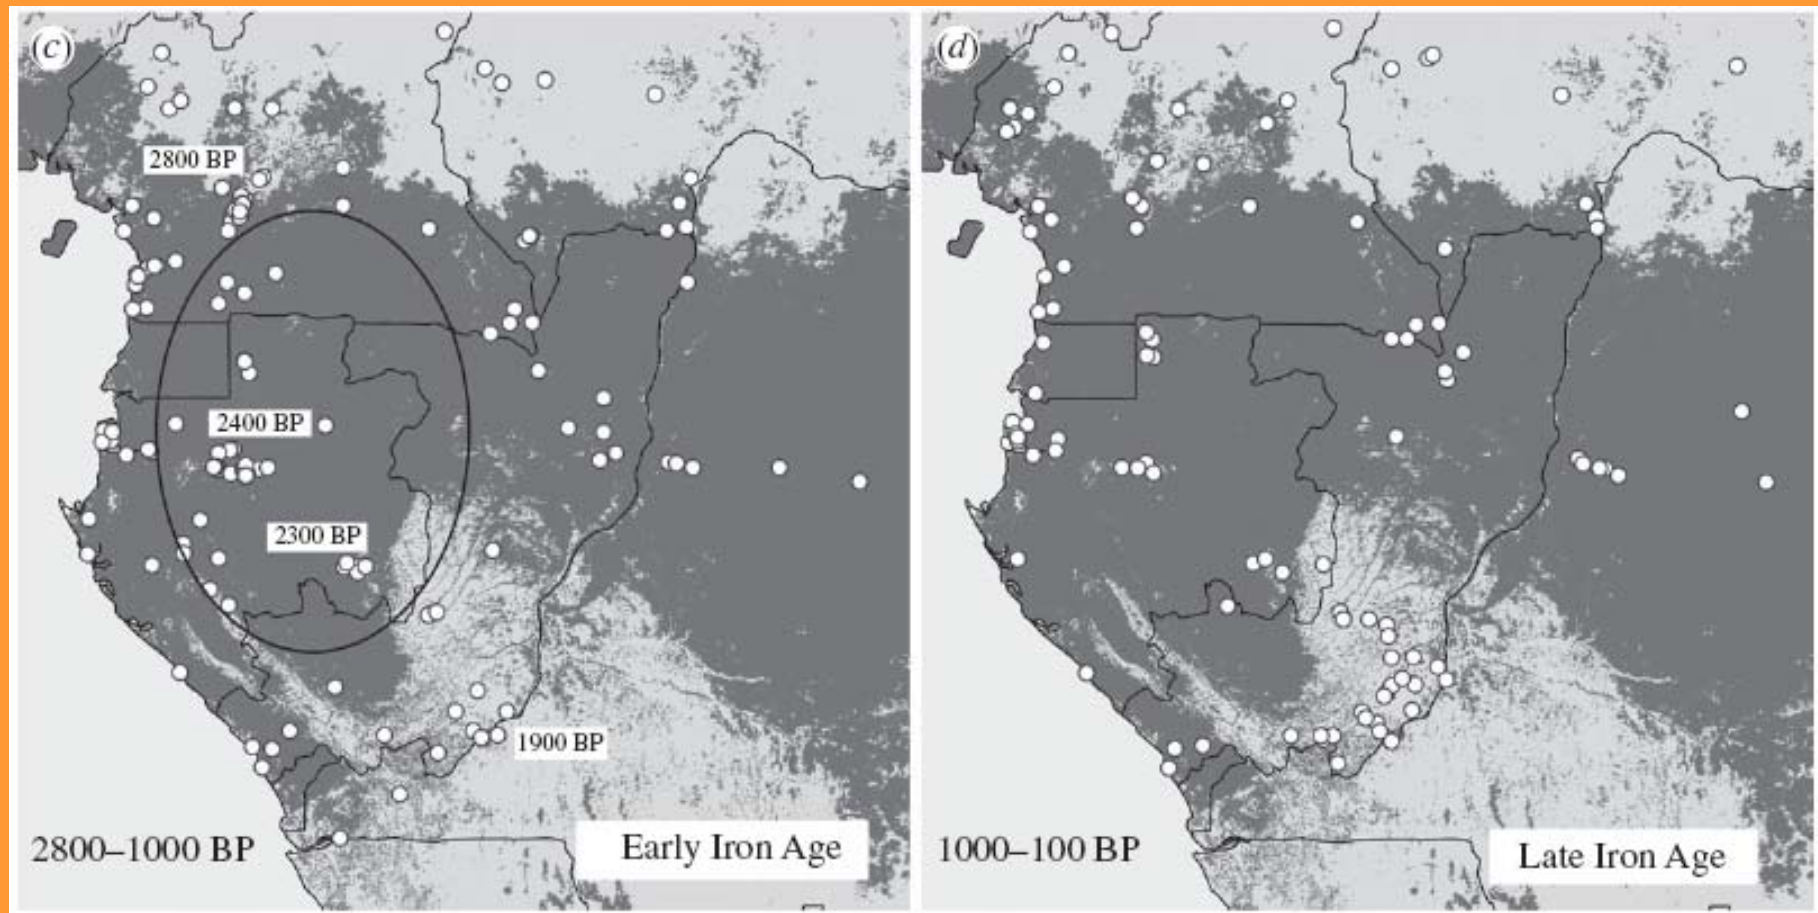 (c)
2800 BP
2400 BP
2300 BP
1900 BP
2800–1000 BP
Early Iron Age
(d)
1000–100 BP
Late Iron Age